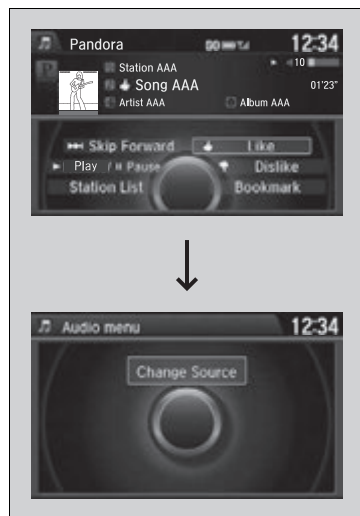 Pandora 12:34
Station AAA
10
Song AAA 01'23"
Artist AAA Album AAA
Skip Forward Like
Play / Pause Dislike
Station List Bookmark
Audio menu 12:34
Change Source